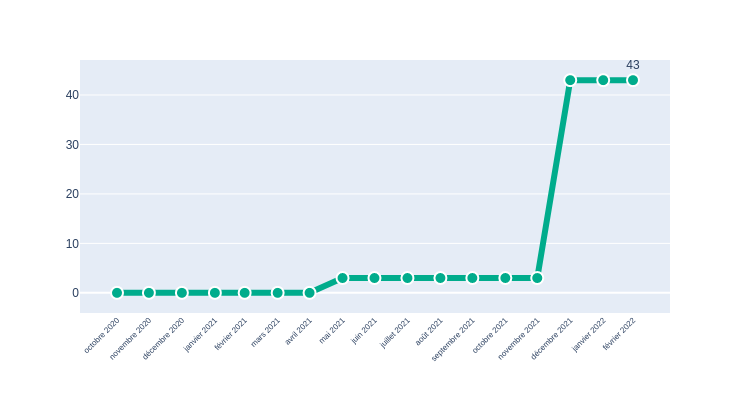 43
40
30
20
10
0
octobre 2020
novembre 2020
décembre 2020
janvier 2021
février 2021
mars 2021
avril 2021
mai 2021
juin 2021
juillet 2021
août 2021
septembre 2021
octobre 2021
novembre 2021
décembre 2021
janvier 2022
février 2022